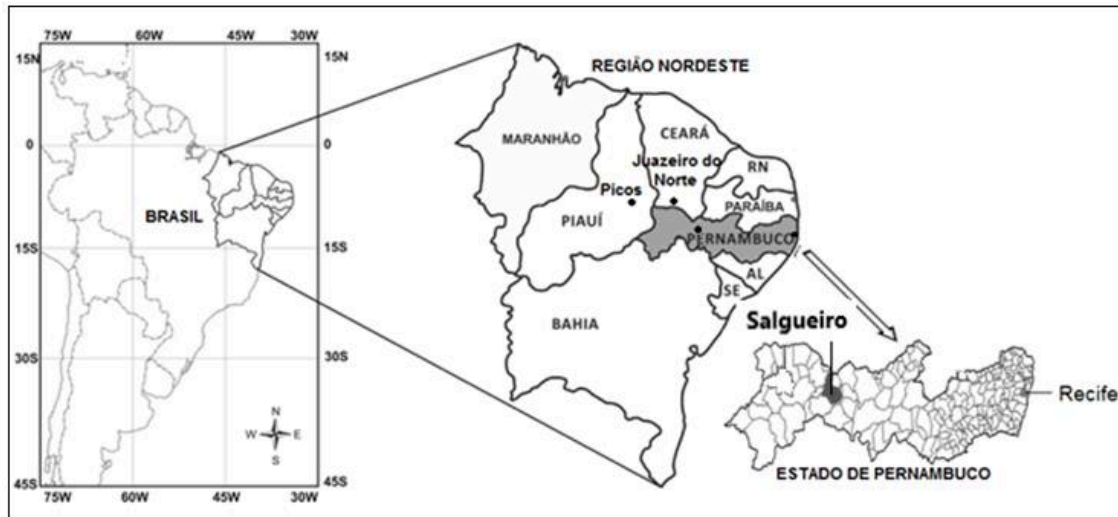 75W 60W 45W 30W
15N 15N
0 0
BRASIL
15S 15S
30S 30S
N
W E
S
45S 45S
75W 60W 45W 30W
REGIÃO NORDESTE
MARANHÃO
CEARÁ
RN
Juazeiro do
Norte
Picos
PARAÍBA
PIAUÍ
PERNAMBUCO
AL
SE
BAHIA
Salgueiro
Recife
ESTADO DE PERNAMBUCO